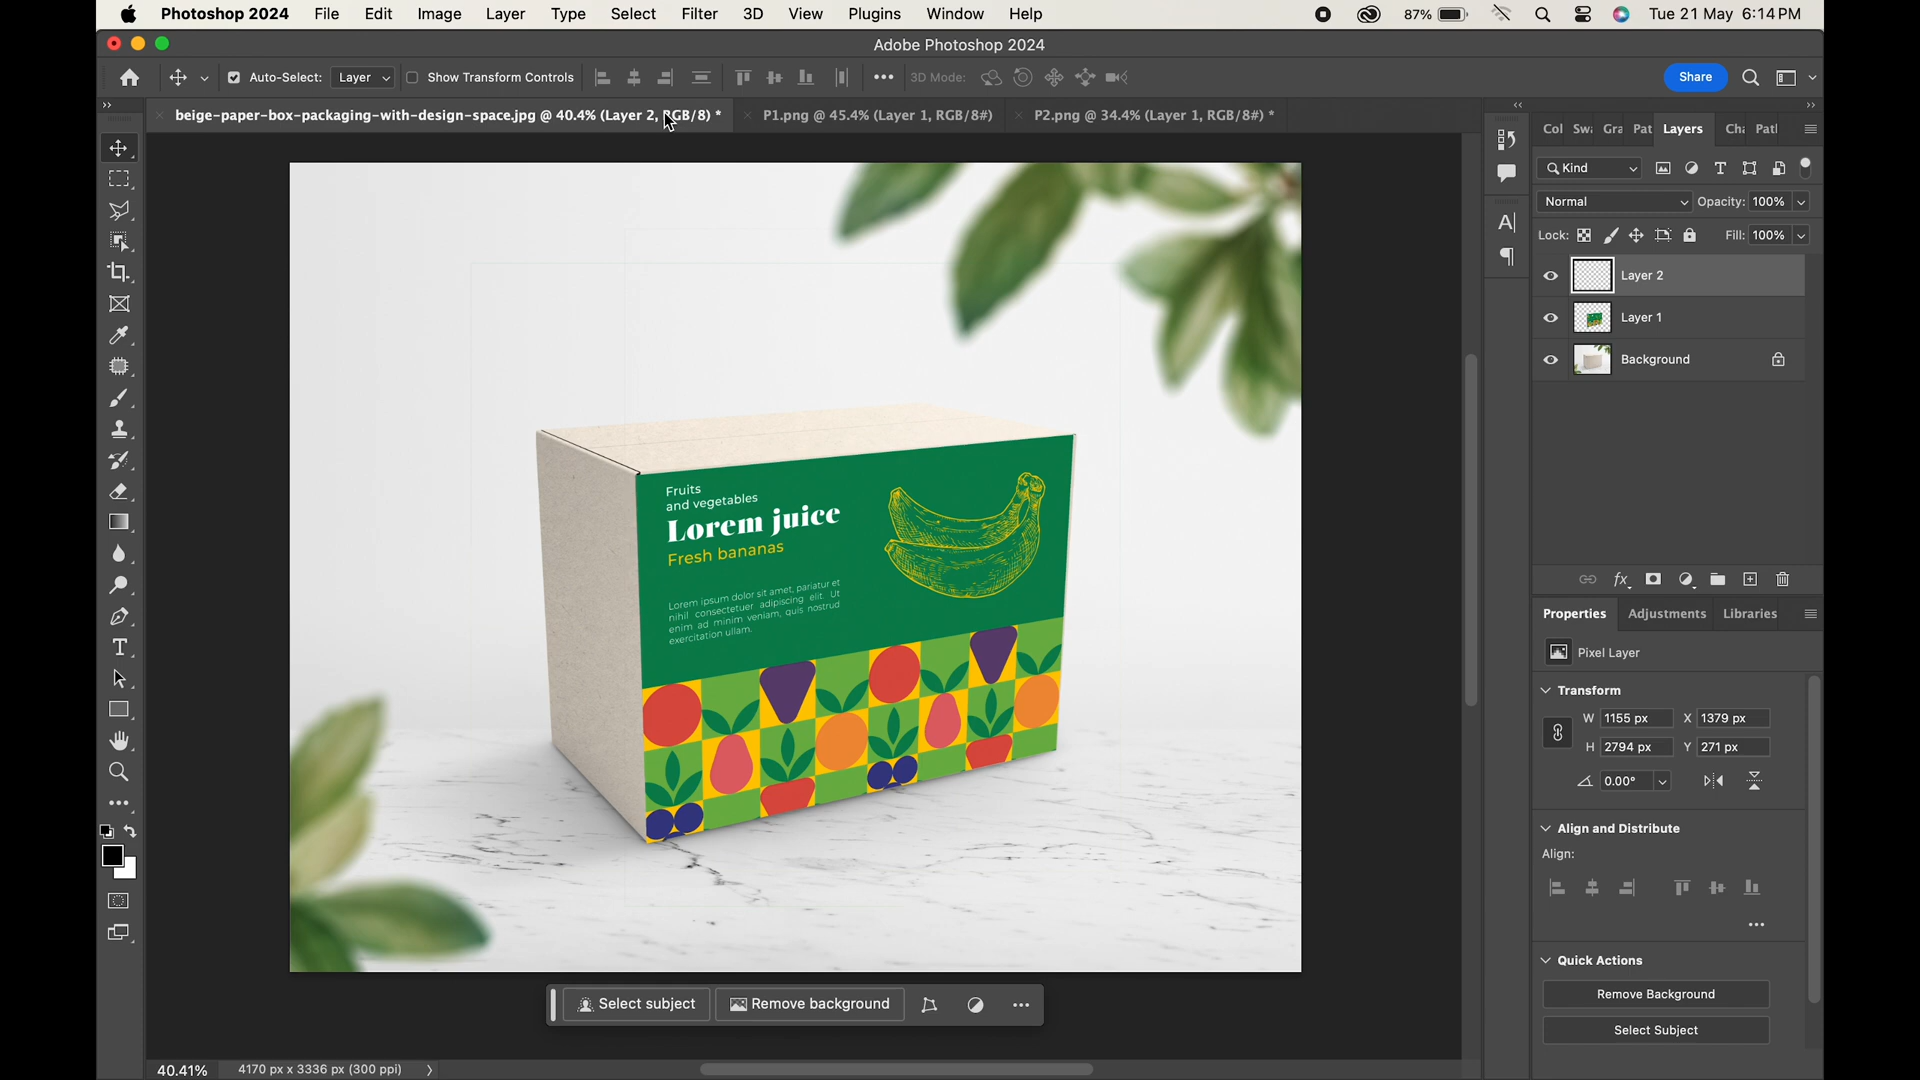 Photoshop 2024 File Edit Image Layer Type Select Filter 3D View Plugins Window Help 87% Tue 21 May 6:14PM
Adobe Photoshop 2024
Auto-Select: Layer Show Transform Controls 3D Mode: Share
beige-paper-box-packaging-with-design-space.jpg @ 40.4% (Layer 2, RGB/8) * P1.png @ 45.4% (Layer 1, RGB/8#) P2.png @ 34.4% (Layer 1, RGB/8#) *
Col Swa Gra Pat Layers Cha Patl
Kind
Normal Opacity: 100%
Lock: Fill: 100%
Layer 2
Layer 1
Background
Fruits
and vegetables
Lorem juice
Fresh bananas
Lorem ipsum dolor sit amet, pariatur et
nihil consectetuer adipiscing elit. Ut
enim ad minim veniam, quis nostrud
exercitation ullam.
Properties Adjustments Libraries
Pixel Layer
Transform
W 1155 px X 1379 px
H 2794 px Y 271 px
0.00°
Align and Distribute
Align:
Quick Actions
Remove Background
Select Subject
Select subject Remove background
40.41% 4170 px x 3336 px (300 ppi)